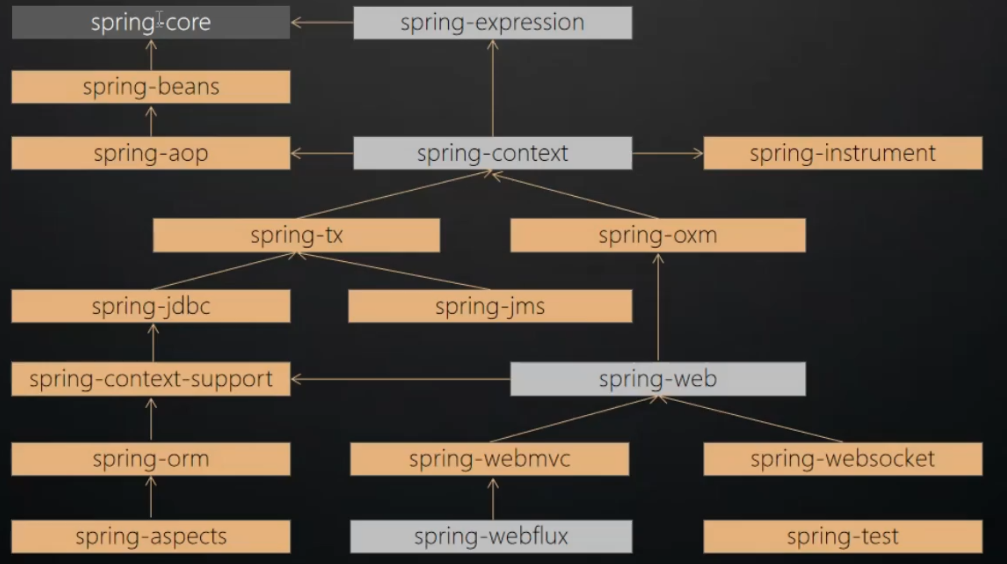 spring-core
spring-expression
spring-beans
spring-aop
spring-context
spring-instrument
spring-tx
spring-oxm
spring-jdbc
spring-jms
spring-context-support
spring-web
spring-orm
spring-webmvc
spring-websocket
spring-aspects
spring-webflux
spring-test